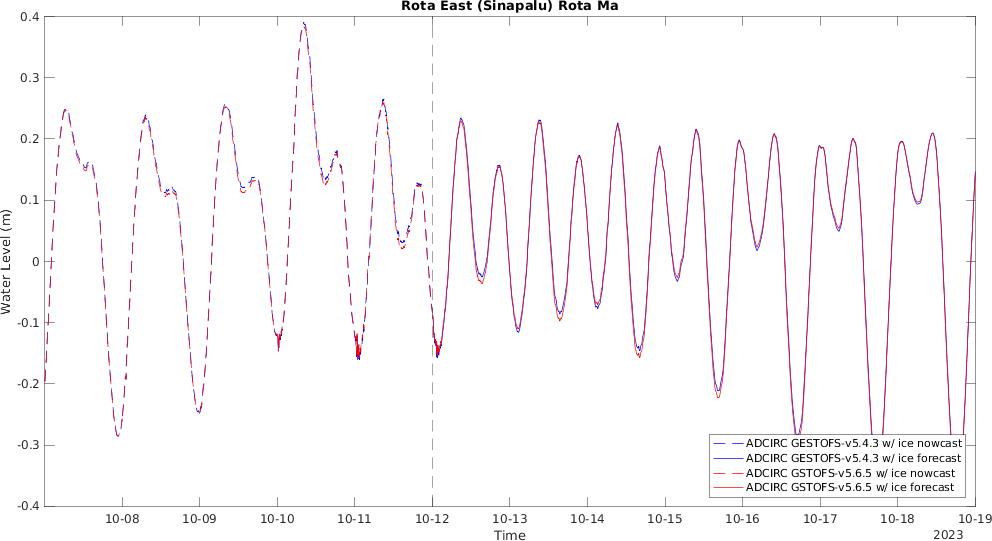 Rota East (Sinapalu) Rota Ma
0.4
0.3
0.2
0.1
0
-0.1
-0.2
-0.3
-0.4
Water Level (m)
ADCIRC GESTOFS-v5.4.3 w/ ice nowcast
ADCIRC GESTOFS-v5.4.3 w/ ice forecast
ADCIRC GSTOFS-v5.6.5 w/ ice nowcast
ADCIRC GSTOFS-v5.6.5 w/ ice forecast
10-08 10-09 10-10 10-11 10-12 10-13 10-14 10-15 10-16 10-17 10-18 10-19
Time
2023